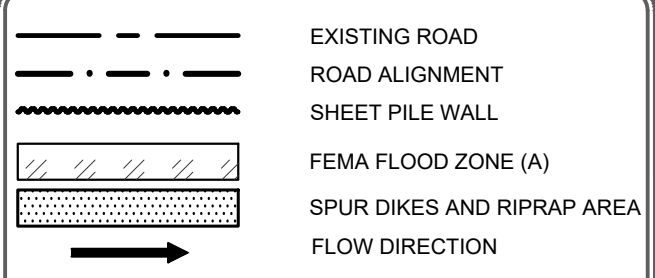 EXISTING ROAD
ROAD ALIGNMENT
SHEET PILE WALL
FEMA FLOOD ZONE (A)
SPUR DIKES AND RIPRAP AREA
FLOW DIRECTION